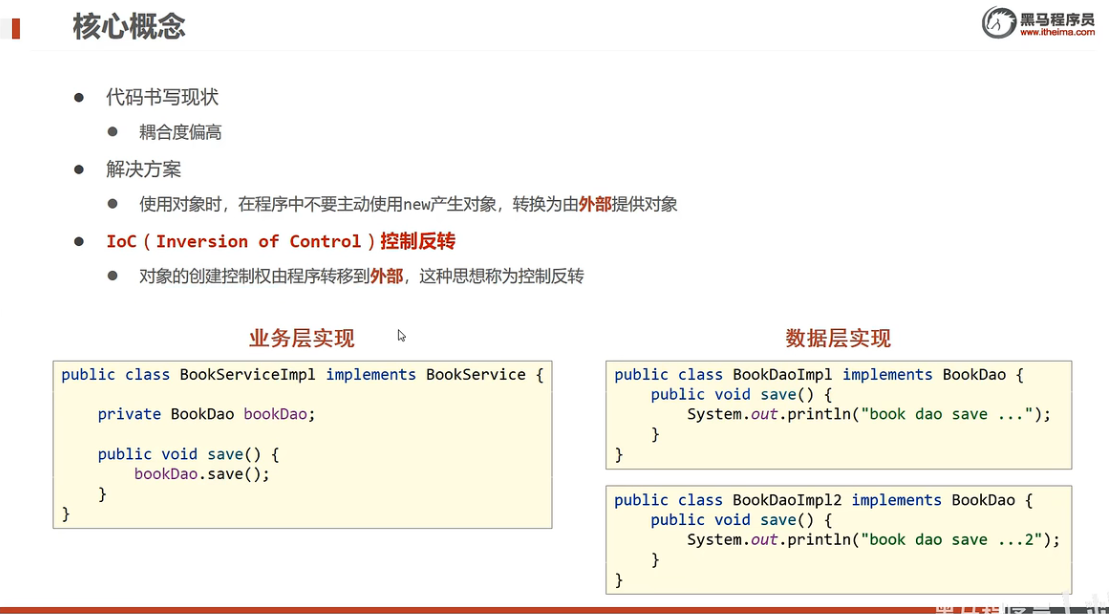 核心概念
黑马程序员
www.itheima.com
代码书写现状
耦合度偏高
解决方案
使用对象时，在程序中不要主动使用new产生对象，转换为由外部提供对象
IoC（Inversion of Control）控制反转
对象的创建控制权由程序转移到外部，这种思想称为控制反转
业务层实现
public class BookServiceImpl implements BookService {
private BookDao bookDao;
public void save() {
bookDao.save();
}
}
数据层实现
public class BookDaoImpl implements BookDao {
public void save() {
System.out.println("book dao save ...");
}
}
public class BookDaoImpl2 implements BookDao {
public void save() {
System.out.println("book dao save ...2");
}
}